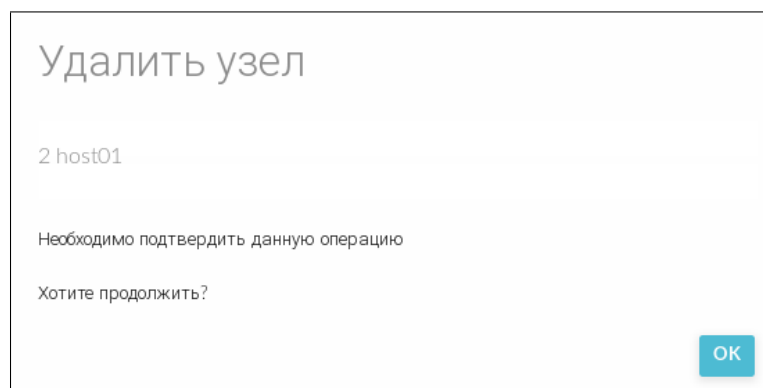 Удалить узел
2 host01
Необходимо подтвердить данную операцию
Хотите продолжить?
OK